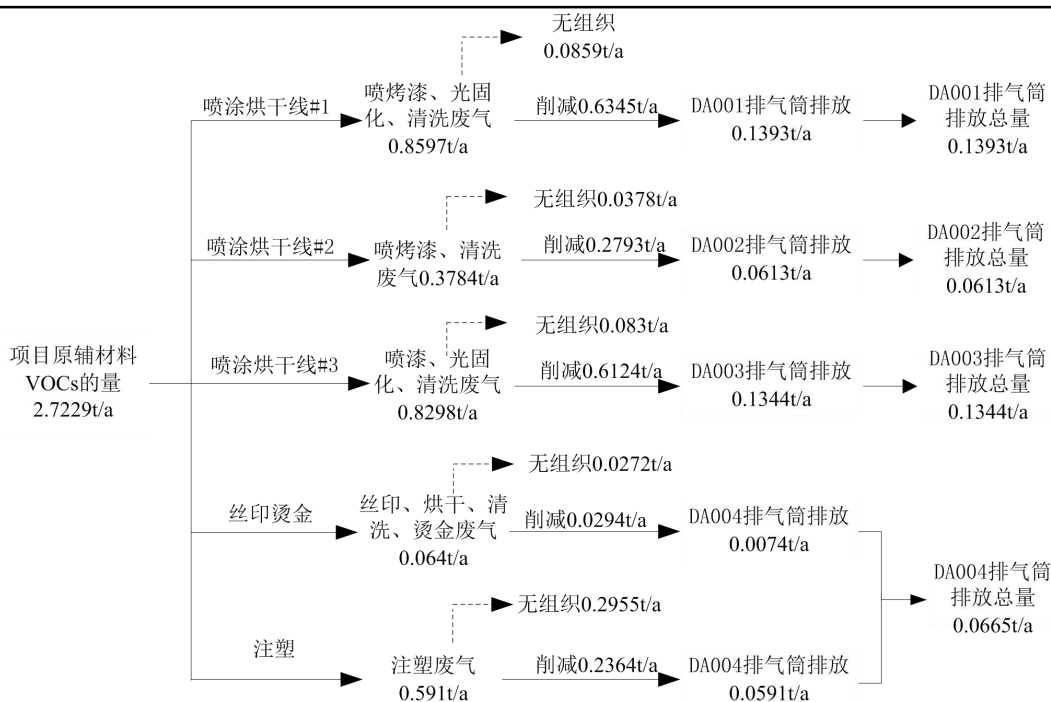 无组织
0.0859t/a
喷涂烘干线#1
喷烤漆、光固
化、清洗废气
0.8597t/a
削减0.6345t/a
DA001排气筒排放
0.1393t/a
DA001排气筒
排放总量
0.1393t/a
无组织0.0378t/a
喷涂烘干线#2
喷烤漆、清洗
废气0.3784t/a
削减0.2793t/a
DA002排气筒排放
0.0613t/a
DA002排气筒
排放总量
0.0613t/a
无组织0.083t/a
项目原辅材料
VOCs的量
2.7229t/a
喷涂烘干线#3
喷漆、光固
化、清洗废气
0.8298t/a
削减0.6124t/a
DA003排气筒排放
0.1344t/a
DA003排气筒
排放总量
0.1344t/a
无组织0.0272t/a
丝印烫金
丝印、烘干、清
洗、烫金废气
0.064t/a
削减0.0294t/a
DA004排气筒排放
0.0074t/a
DA004排气筒
排放总量
0.0665t/a
无组织0.2955t/a
注塑
注塑废气
0.591t/a
削减0.2364t/a
DA004排气筒排放
0.0591t/a